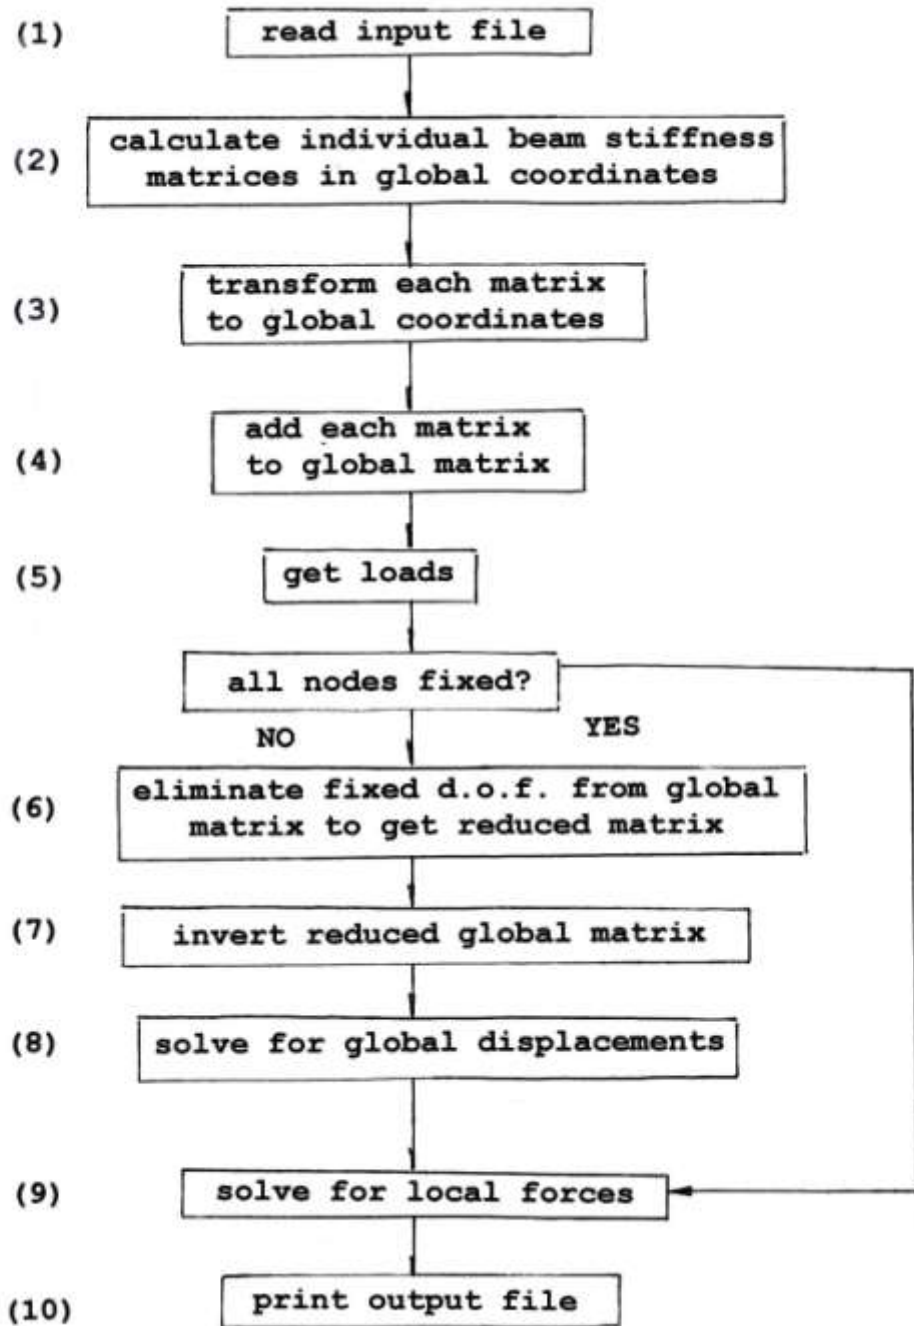 (1) read input file
calculate individual beam stiffness
(2) matrices in global coordinates
transform each matrix
(3) to global coordinates
add each matrix
(4) to global matrix
(5) get loads
all nodes fixed?
NO YES
eliminate fixed d.o.f. from global
(6) matrix to get reduced matrix
(7) invert reduced global matrix
(8) solve for global displacements
(9) solve for local forces
(10) print output file